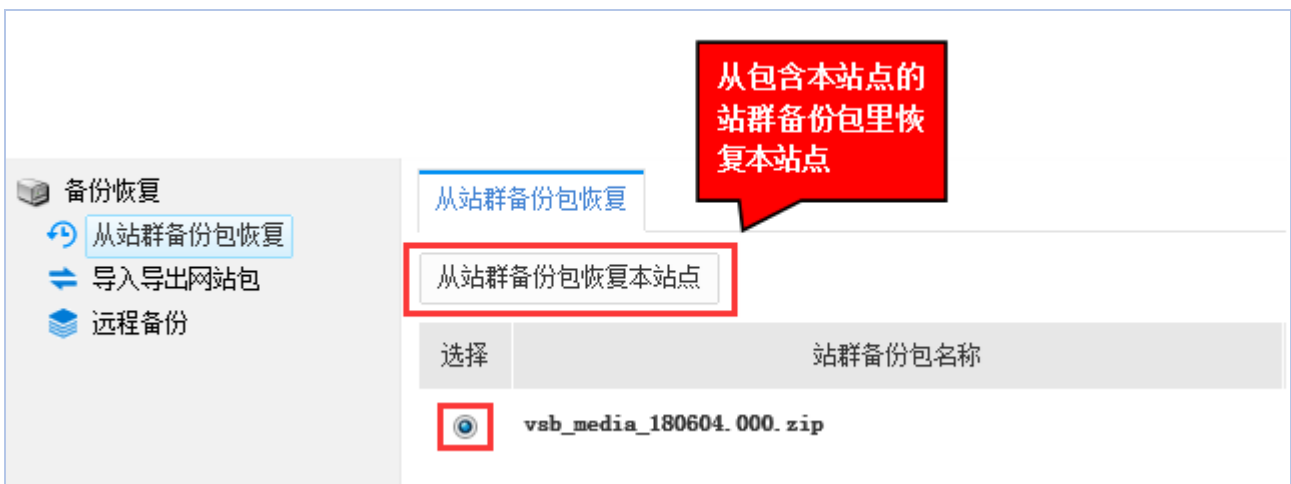 从包含本站点的
站群备份包里恢
复本站点
备份恢复
从站群备份包恢复
导入导出网站包
远程备份
从站群备份包恢复
从站群备份包恢复本站点
选择 站群备份包名称
vsb_media_180604.000.zip